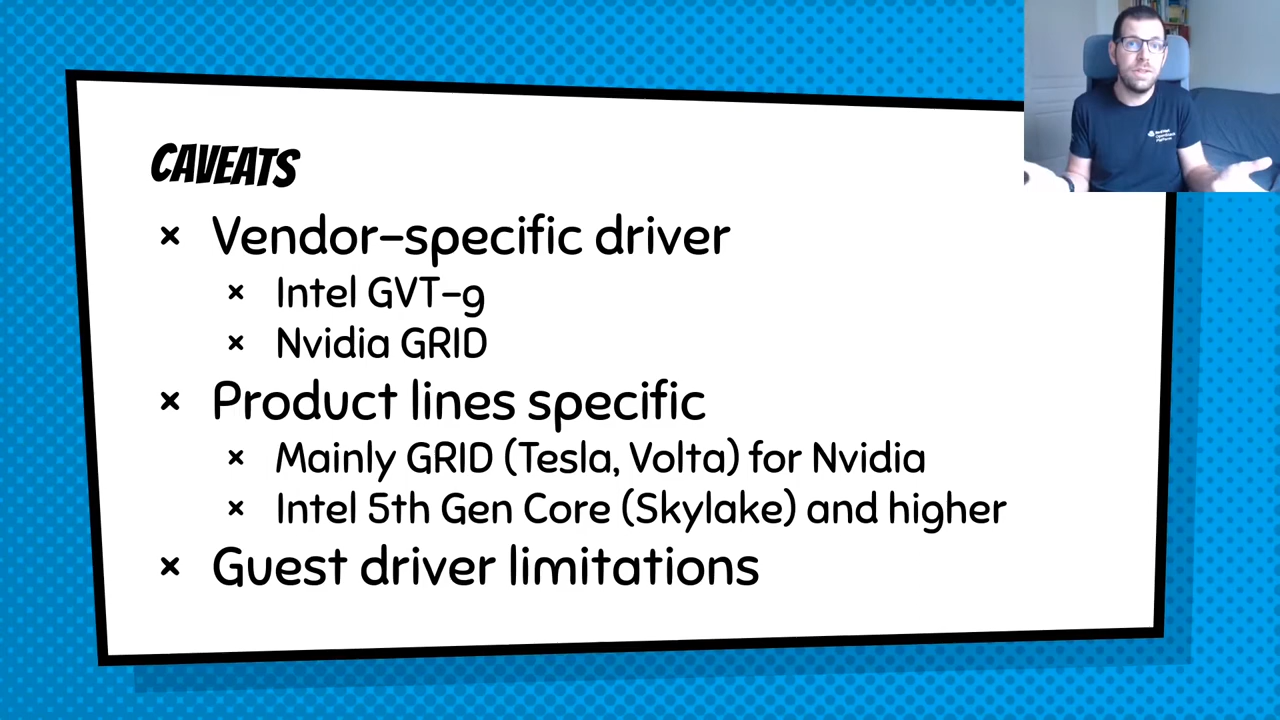 CAVEATS
× Vendor-specific driver
× Intel GVT-g
× Nvidia GRID
× Product lines specific
× Mainly GRID (Tesla, Volta) for Nvidia
× Intel 5th Gen Core (Skylake) and higher
× Guest driver limitations